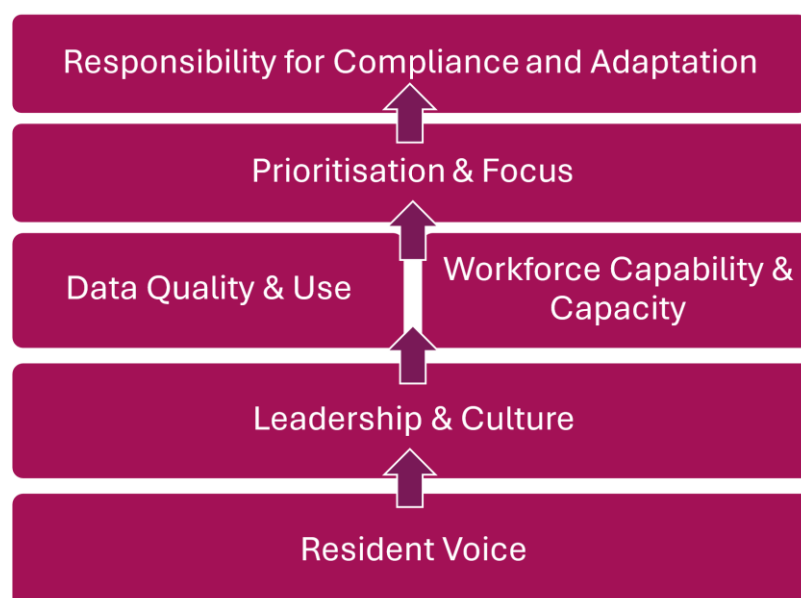 Responsibility for Compliance and Adaptation
Prioritisation & Focus
Data Quality & Use
Workforce Capability &
Capacity
Leadership & Culture
Resident Voice